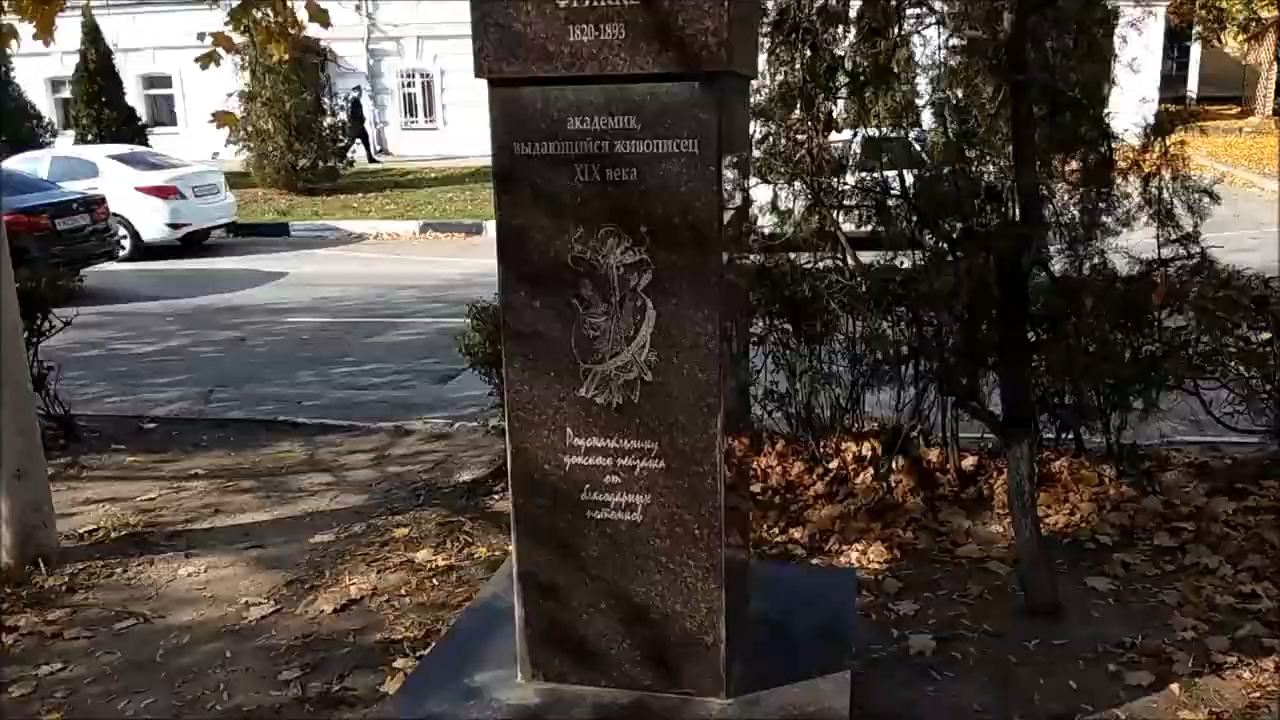 1820-1893
академик,
выдающийся живописец
XIX века
Родоначальнику
донского пейзажа
от
благодарных
потомков